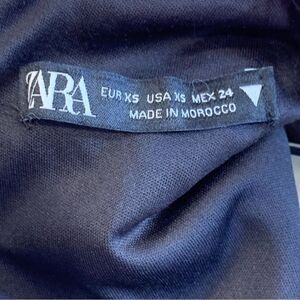 ZARA
EUR XS USA XS MEX 24
MADE IN MOROCCO